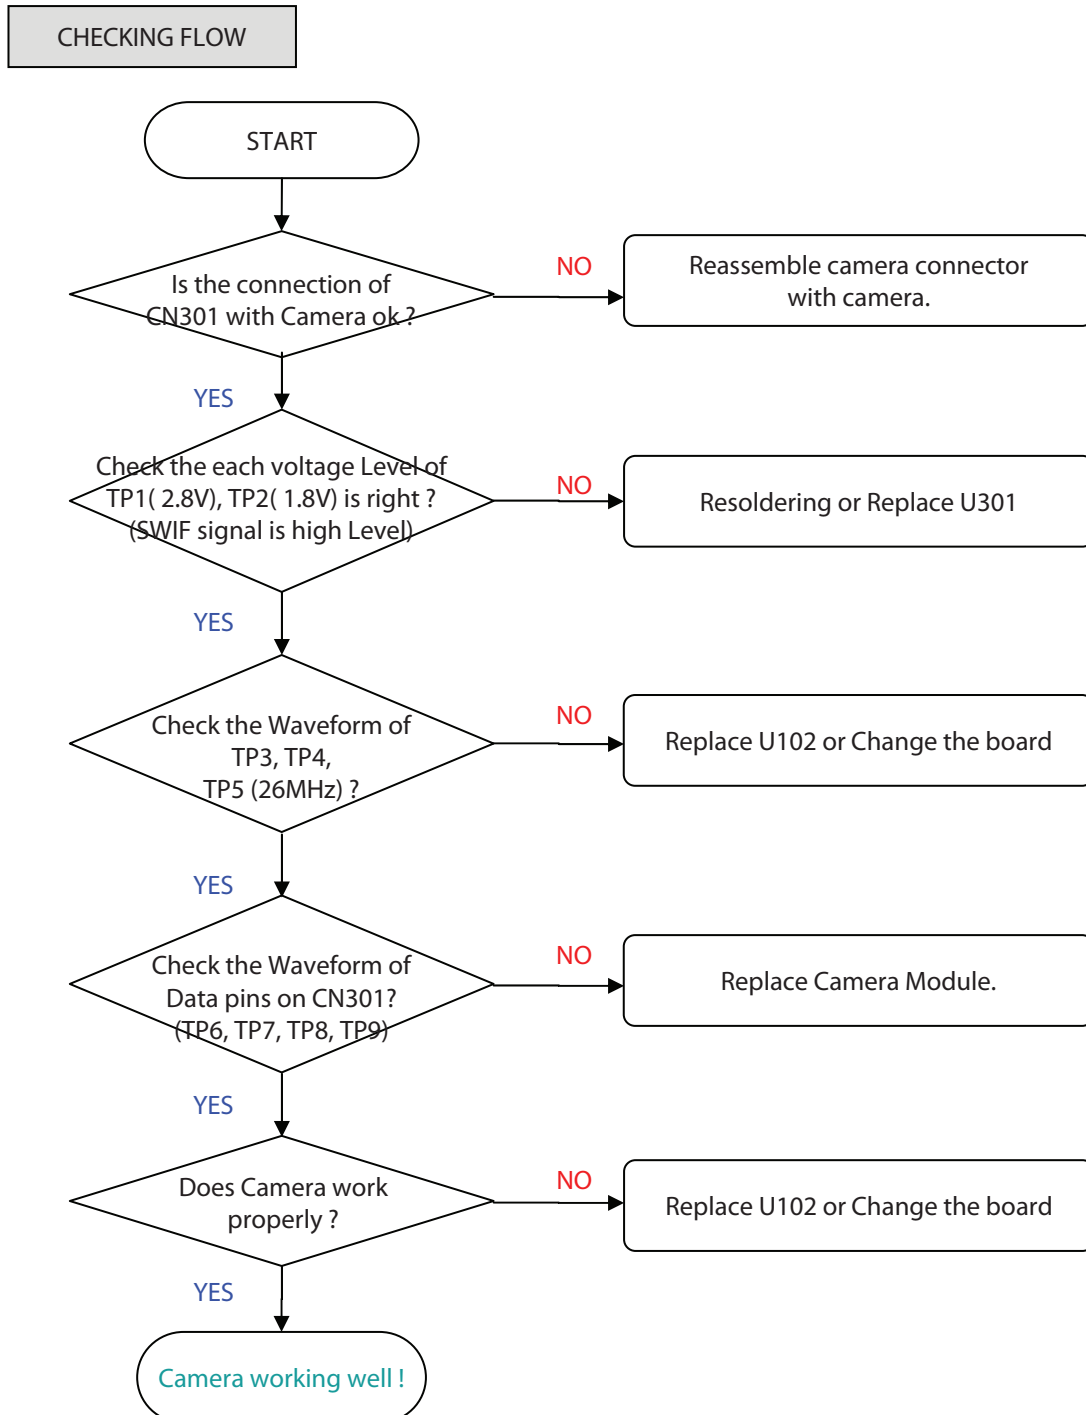 CHECKING FLOW
START
Is the connection of
CN301 with Camera ok ?
NO
Reassemble camera connector
with camera.
YES
Check the each voltage Level of
TP1( 2.8V), TP2( 1.8V) is right ?
(SWIF signal is high Level)
NO
Resoldering or Replace U301
YES
Check the Waveform of
TP3, TP4,
TP5 (26MHz) ?
NO
Replace U102 or Change the board
YES
Check the Waveform of
Data pins on CN301?
(TP6, TP7, TP8, TP9)
NO
Replace Camera Module.
YES
Does Camera work
properly ?
NO
Replace U102 or Change the board
YES
Camera working well !